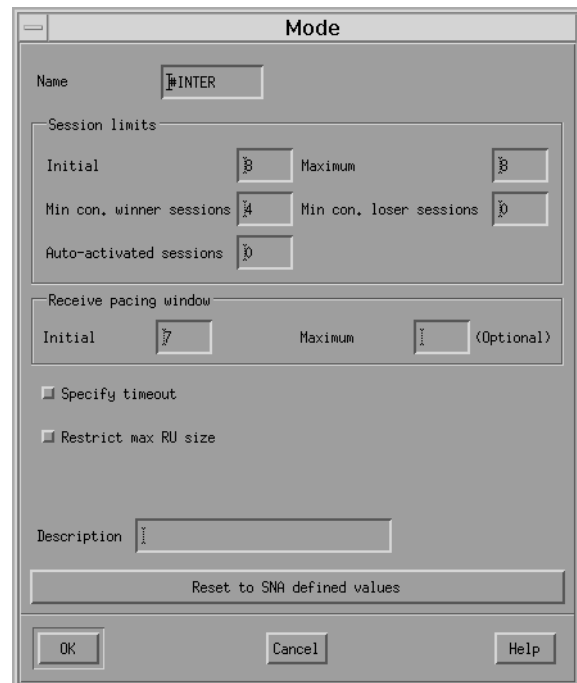 Mode
Name #INTER
Session limits
Initial 8 Maximum 8
Min con. winner sessions 4 Min con. loser sessions 0
Auto-activated sessions 0
Receive pacing window
Initial 7 Maximum (Optional)
Specify timeout
Restrict max RU size
Description
Reset to SNA defined values
OK Cancel Help